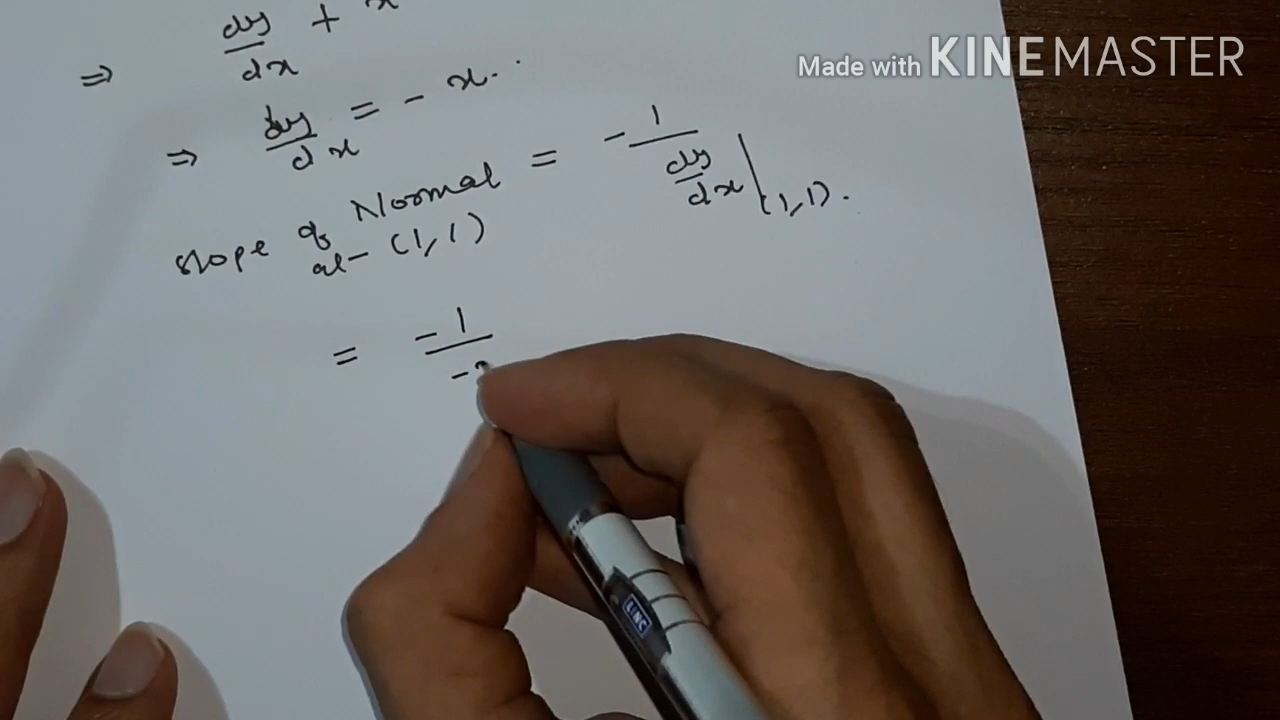 Made with KINEMASTER
⇒ dy/dx + x
⇒ dy/dx = - x.
slope of Normal at (1,1) = - 1/(dy/dx)|(1,1).
= -1/-
LINC